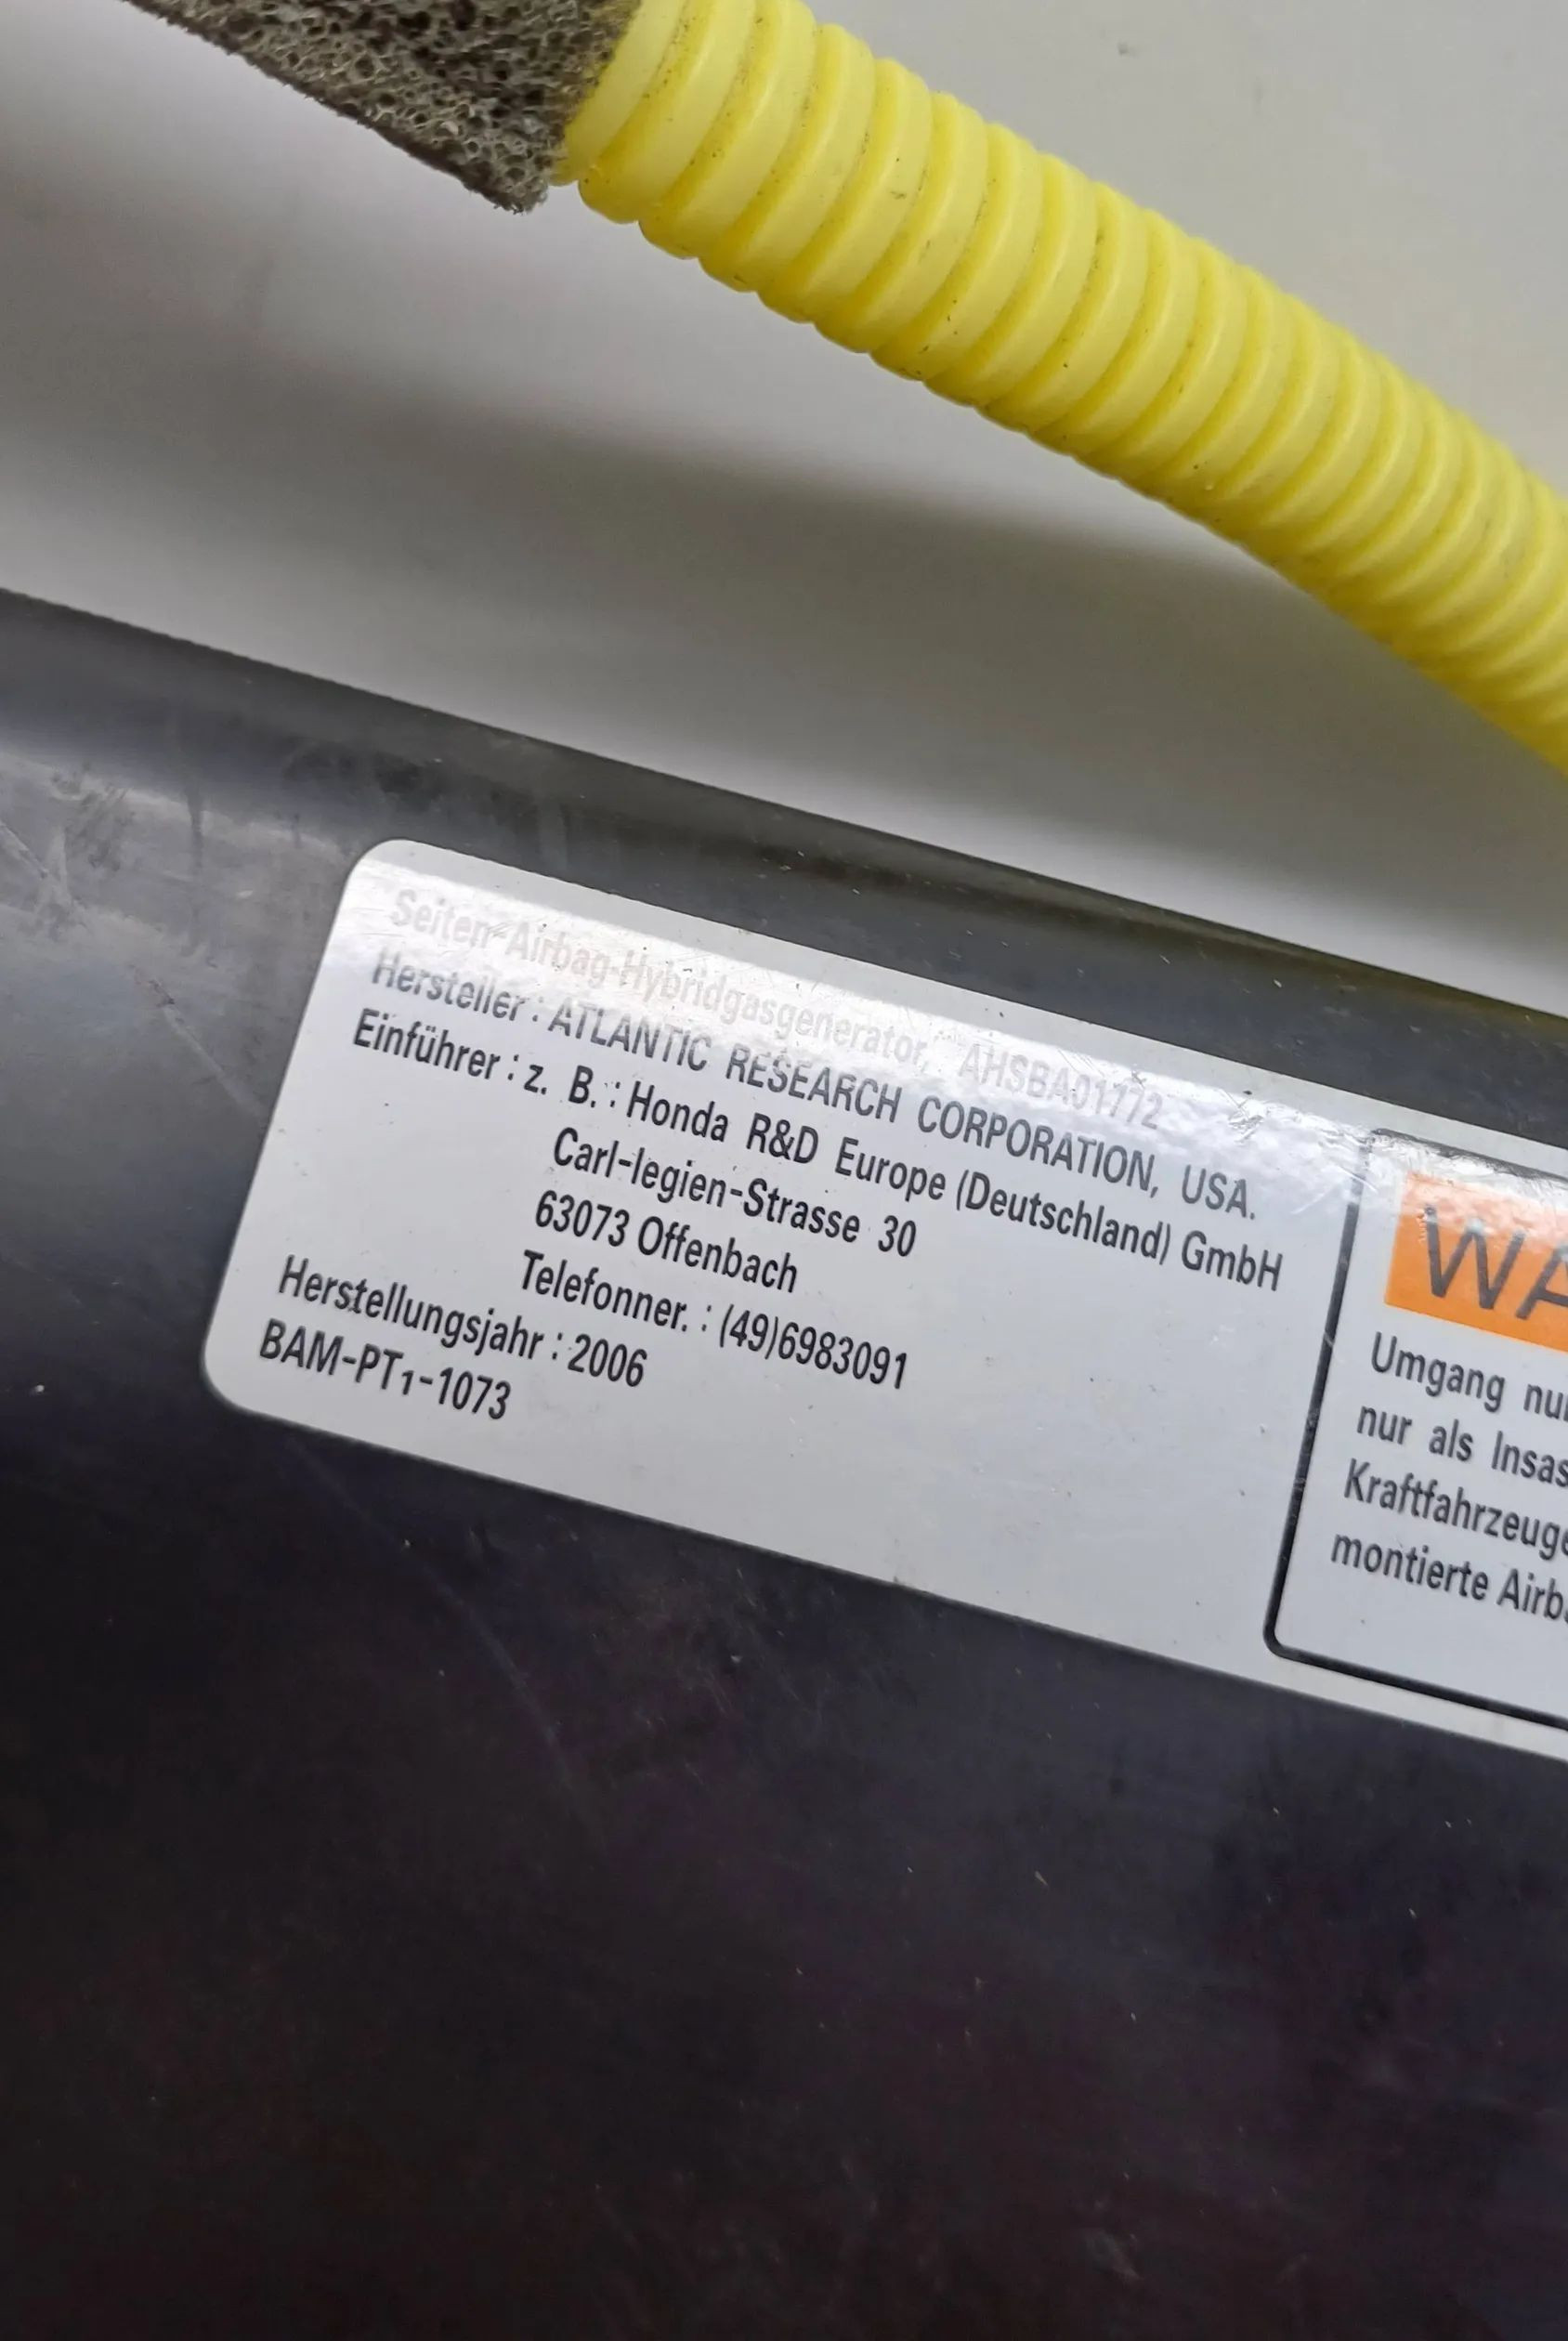 Seiten-Airbag-Hybridgasgenerator, AHSBA01772
Hersteller : ATLANTIC RESEARCH CORPORATION, USA.
Einführer : z. B. : Honda R&D Europe (Deutschland) GmbH
Carl-legien-Strasse 30
63073 Offenbach
Telefonner. : (49)6983091
Herstellungsjahr : 2006
BAM-PT1-1073
WA
Umgang nur
nur als Insas
Kraftfahrzeuge
montierte Airba